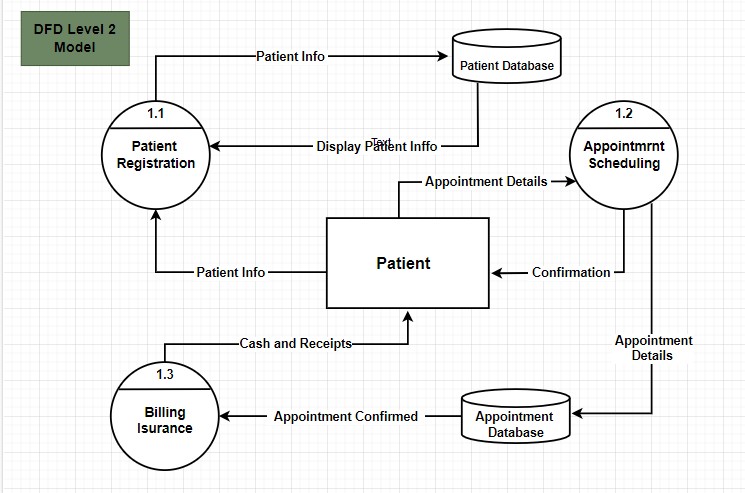 DFD Level 2
Model
Patient Info
Patient Database
1.1
Patient
Registration
Text
Display Patient Inffo
1.2
Appointmrnt
Scheduling
Appointment Details
Patient
Patient Info
Confirmation
Cash and Receipts
Appointment
Details
1.3
Billing
Isurance
Appointment Confirmed
Appointment
Database